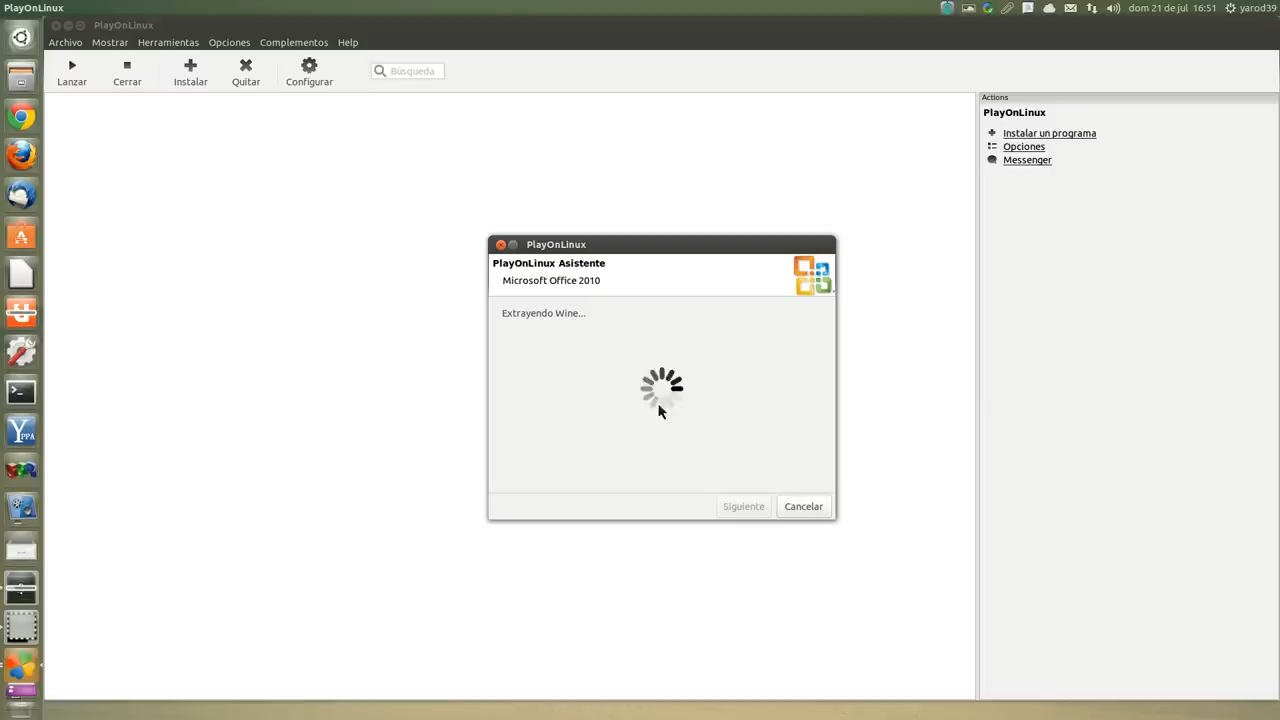 PlayOnLinux
dom 21 de jul 16:51 yarod39
PlayOnLinux
Archivo Mostrar Herramientas Opciones Complementos Help
Lanzar Cerrar Instalar Quitar Configurar Búsqueda
Actions
PlayOnLinux
Instalar un programa
Opciones
Messenger
PlayOnLinux
PlayOnLinux Asistente
Microsoft Office 2010
Extrayendo Wine...
Siguiente Cancelar
YPPA